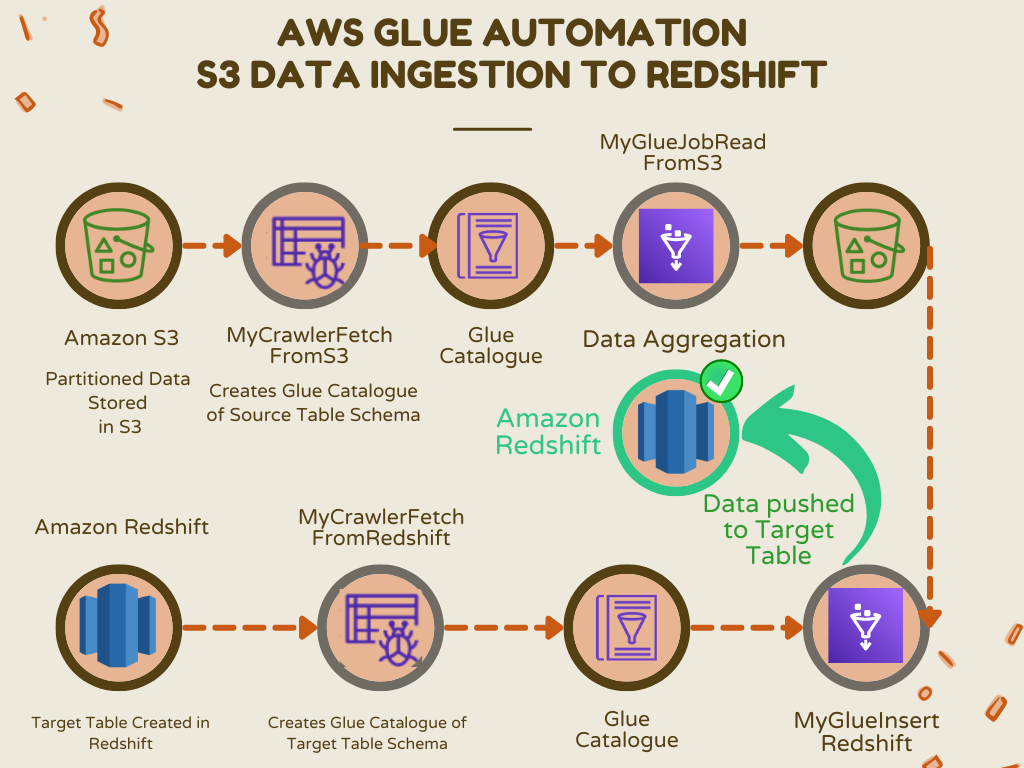 AWS GLUE AUTOMATION
S3 DATA INGESTION TO REDSHIFT
MyGlueJobRead
FromS3
Amazon S3
Partitioned Data
Stored
in S3
MyCrawlerFetch
FromS3
Creates Glue Catalogue
of Source Table Schema
Glue
Catalogue
Data Aggregation
Amazon
Redshift
Data pushed
to Target
Table
Amazon Redshift
MyCrawlerFetch
FromRedshift
Target Table Created in
Redshift
Creates Glue Catalogue of
Target Table Schema
Glue
Catalogue
MyGlueInsert
Redshift